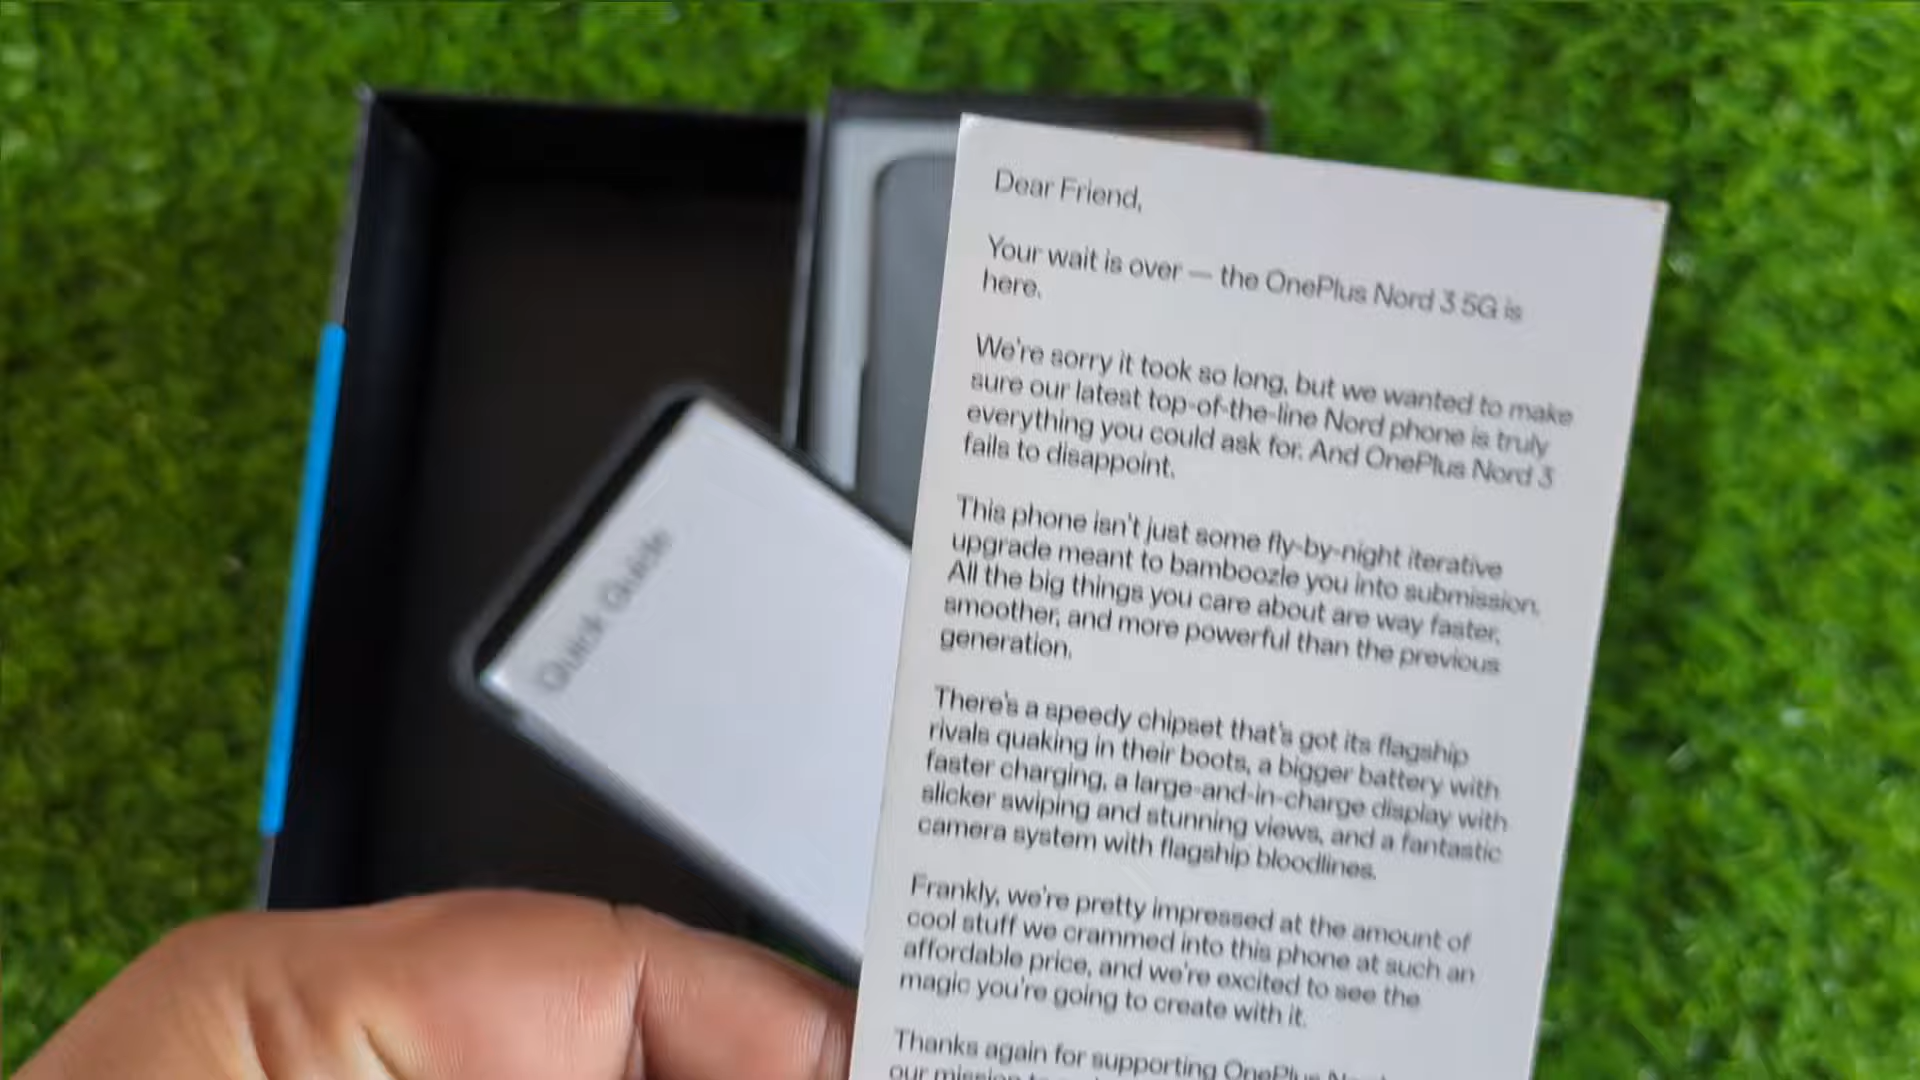 Dear Friend,
Your wait is over — the OnePlus Nord 3 5G is
here.
We're sorry it took so long, but we wanted to make
sure our latest top-of-the-line Nord phone is truly
everything you could ask for. And OnePlus Nord 3
fails to disappoint.
This phone isn't just some fly-by-night iterative
upgrade meant to bamboozle you into submission.
All the big things you care about are way faster,
smoother, and more powerful than the previous
generation.
There's a speedy chipset that's got its flagship
rivals quaking in their boots, a bigger battery with
faster charging, a large-and-in-charge display with
slicker swiping and stunning views, and a fantastic
camera system with flagship bloodlines.
Frankly, we're pretty impressed at the amount of
cool stuff we crammed into this phone at such an
affordable price, and we're excited to see the
magic you're going to create with it.
Thanks again for supporting OnePlus
our mission
Quick Guide